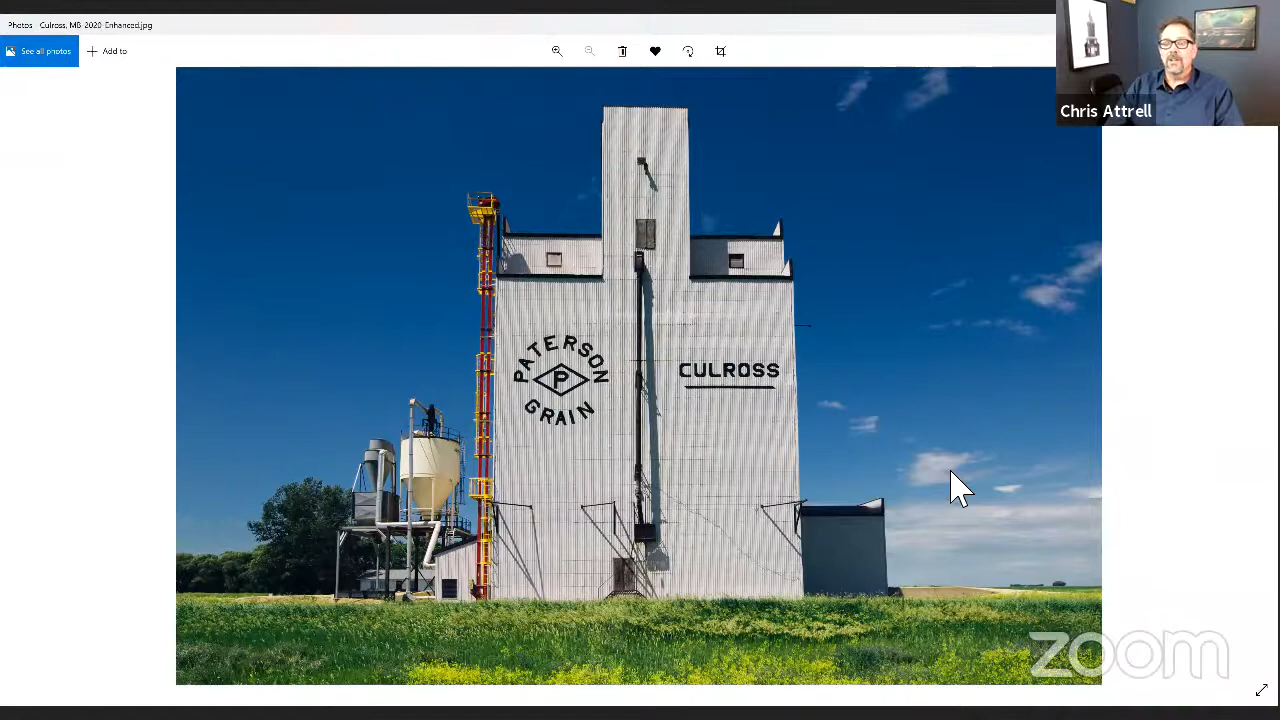 Photos - Culross, MB-2020-Enhanced.jpg
See all photos
Add to
Chris Attrell
PATERSON
P
GRAIN
CULROSS
zoom